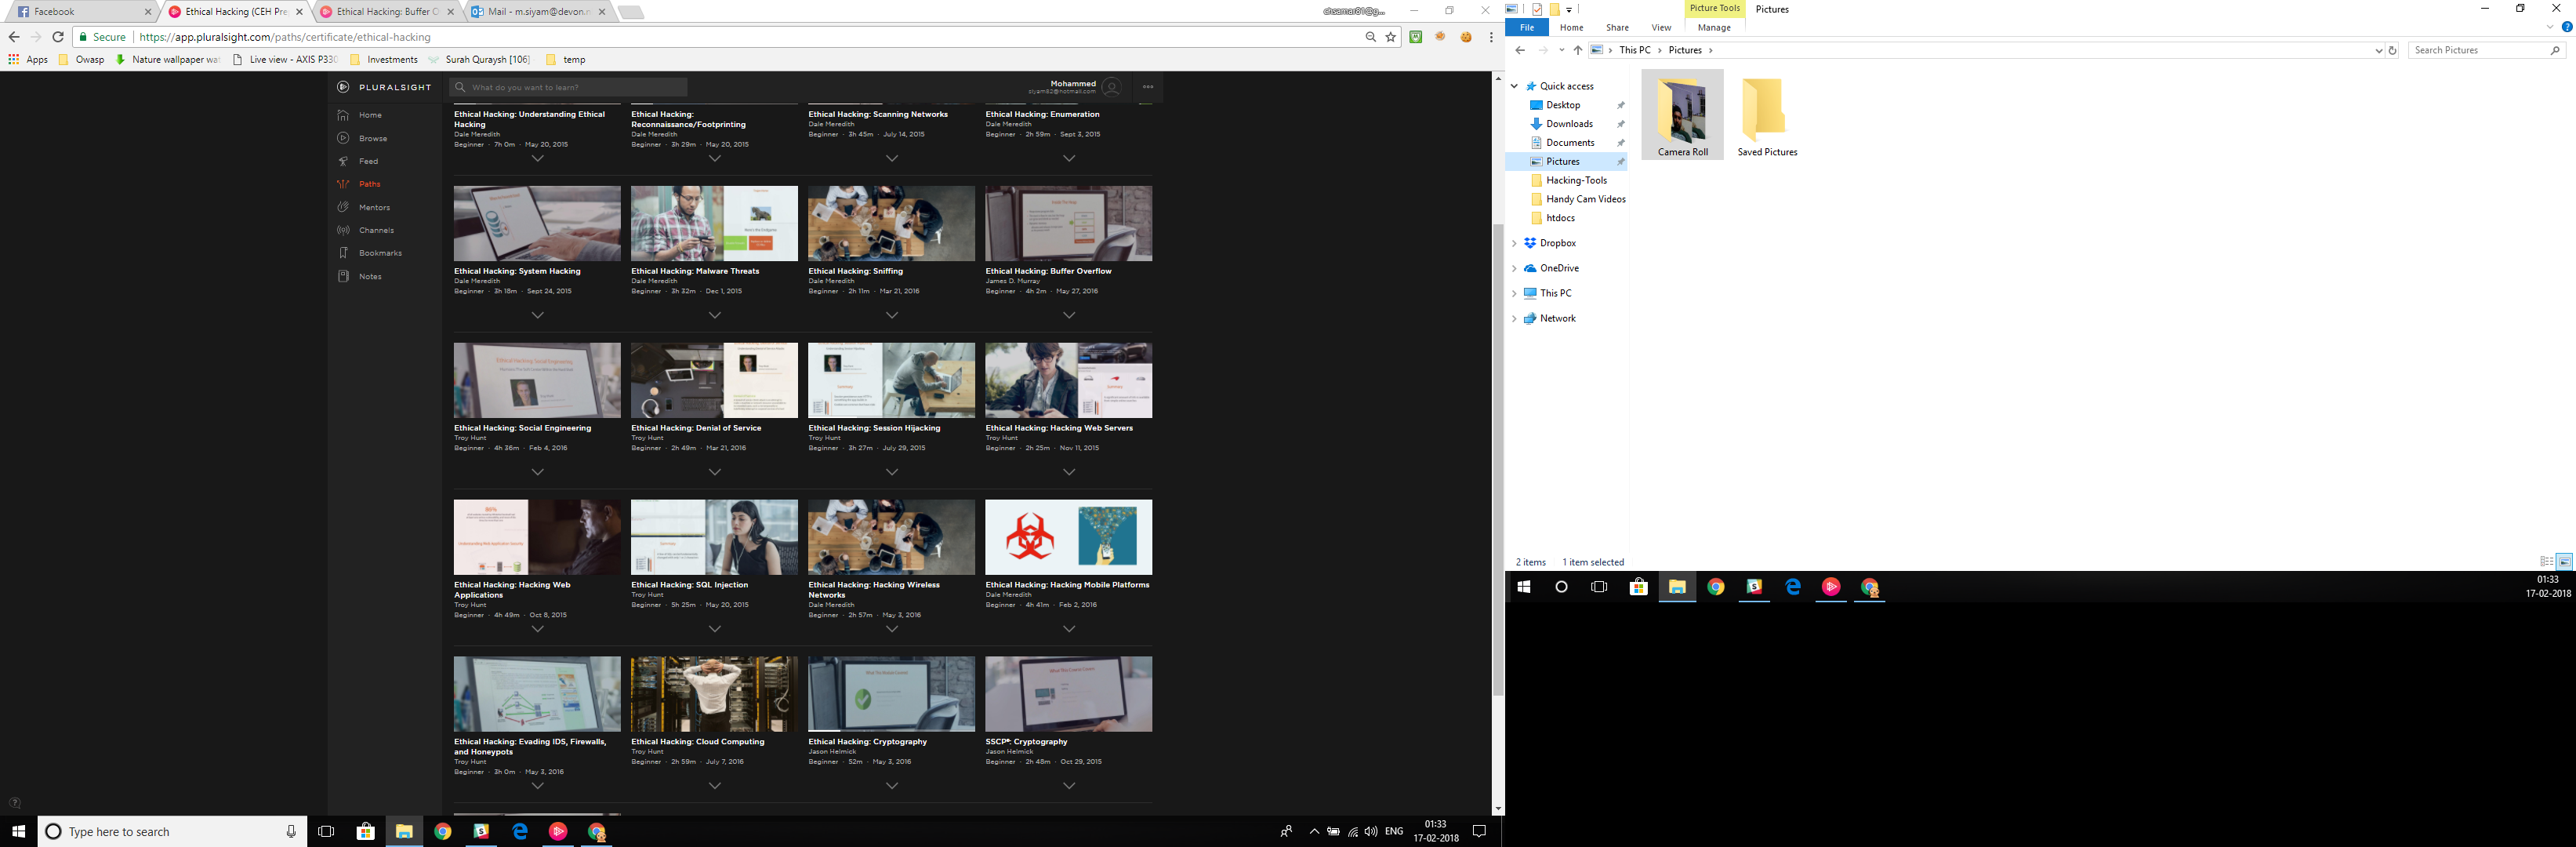 Facebook
Ethical Hacking (CEH Pre
Ethical Hacking: Buffer O
Mail - m.siyam@devon.n
Secure
https://app.pluralsight.com/paths/certificate/ethical-hacking
Apps
Owasp
Nature wallpaper wat
Live view - AXIS P330
Investments
Surah Quraysh [106]
temp
PLURALSIGHT
What do you want to learn?
Mohammed
siyam82@hotmail.com
Home
Browse
Feed
Paths
Mentors
Channels
Bookmarks
Notes
Ethical Hacking: Understanding Ethical
Hacking
Dale Meredith
Beginner · 7h 0m · May 20, 2015
Ethical Hacking:
Reconnaissance/Footprinting
Dale Meredith
Beginner · 3h 29m · May 20, 2015
Ethical Hacking: Scanning Networks
Dale Meredith
Beginner · 3h 45m · July 14, 2015
Ethical Hacking: Enumeration
Dale Meredith
Beginner · 2h 59m · Sept 3, 2015
Ethical Hacking: System Hacking
Dale Meredith
Beginner · 3h 18m · Sept 24, 2015
Ethical Hacking: Malware Threats
Dale Meredith
Beginner · 3h 32m · Dec 1, 2015
Ethical Hacking: Sniffing
Dale Meredith
Beginner · 2h 11m · Mar 21, 2016
Ethical Hacking: Buffer Overflow
James D. Murray
Beginner · 4h 2m · May 27, 2016
Ethical Hacking: Social Engineering
Ethical Hacking: Social Engineering
Troy Hunt
Beginner · 4h 36m · Feb 4, 2016
Ethical Hacking: Denial of Service
Troy Hunt
Beginner · 2h 49m · Mar 21, 2016
Summary
Ethical Hacking: Session Hijacking
Troy Hunt
Beginner · 3h 27m · July 29, 2015
Summary
Ethical Hacking: Hacking Web Servers
Troy Hunt
Beginner · 2h 25m · Nov 11, 2015
Ethical Hacking: Hacking Web
Applications
Troy Hunt
Beginner · 4h 49m · Oct 8, 2015
Summary
Ethical Hacking: SQL Injection
Troy Hunt
Beginner · 5h 25m · May 20, 2015
Ethical Hacking: Hacking Wireless
Networks
Dale Meredith
Beginner · 2h 57m · May 3, 2016
Ethical Hacking: Hacking Mobile Platforms
Dale Meredith
Beginner · 4h 41m · Feb 2, 2016
Ethical Hacking: Evading IDS, Firewalls,
and Honeypots
Troy Hunt
Beginner · 3h 0m · May 3, 2016
Ethical Hacking: Cloud Computing
Troy Hunt
Beginner · 2h 59m · July 7, 2016
Ethical Hacking: Cryptography
Jason Helmick
Beginner · 52m · May 3, 2016
SSCP®: Cryptography
Jason Helmick
Beginner · 2h 48m · Oct 29, 2015
Type here to search
ENG
01:33
17-02-2018
Picture Tools
Pictures
File
Home
Share
View
Manage
This PC
Pictures
Search Pictures
Quick access
Desktop
Downloads
Documents
Pictures
Hacking-Tools
Handy Cam Videos
htdocs
Dropbox
OneDrive
This PC
Network
Camera Roll
Saved Pictures
2 items
1 item selected
01:33
17-02-2018